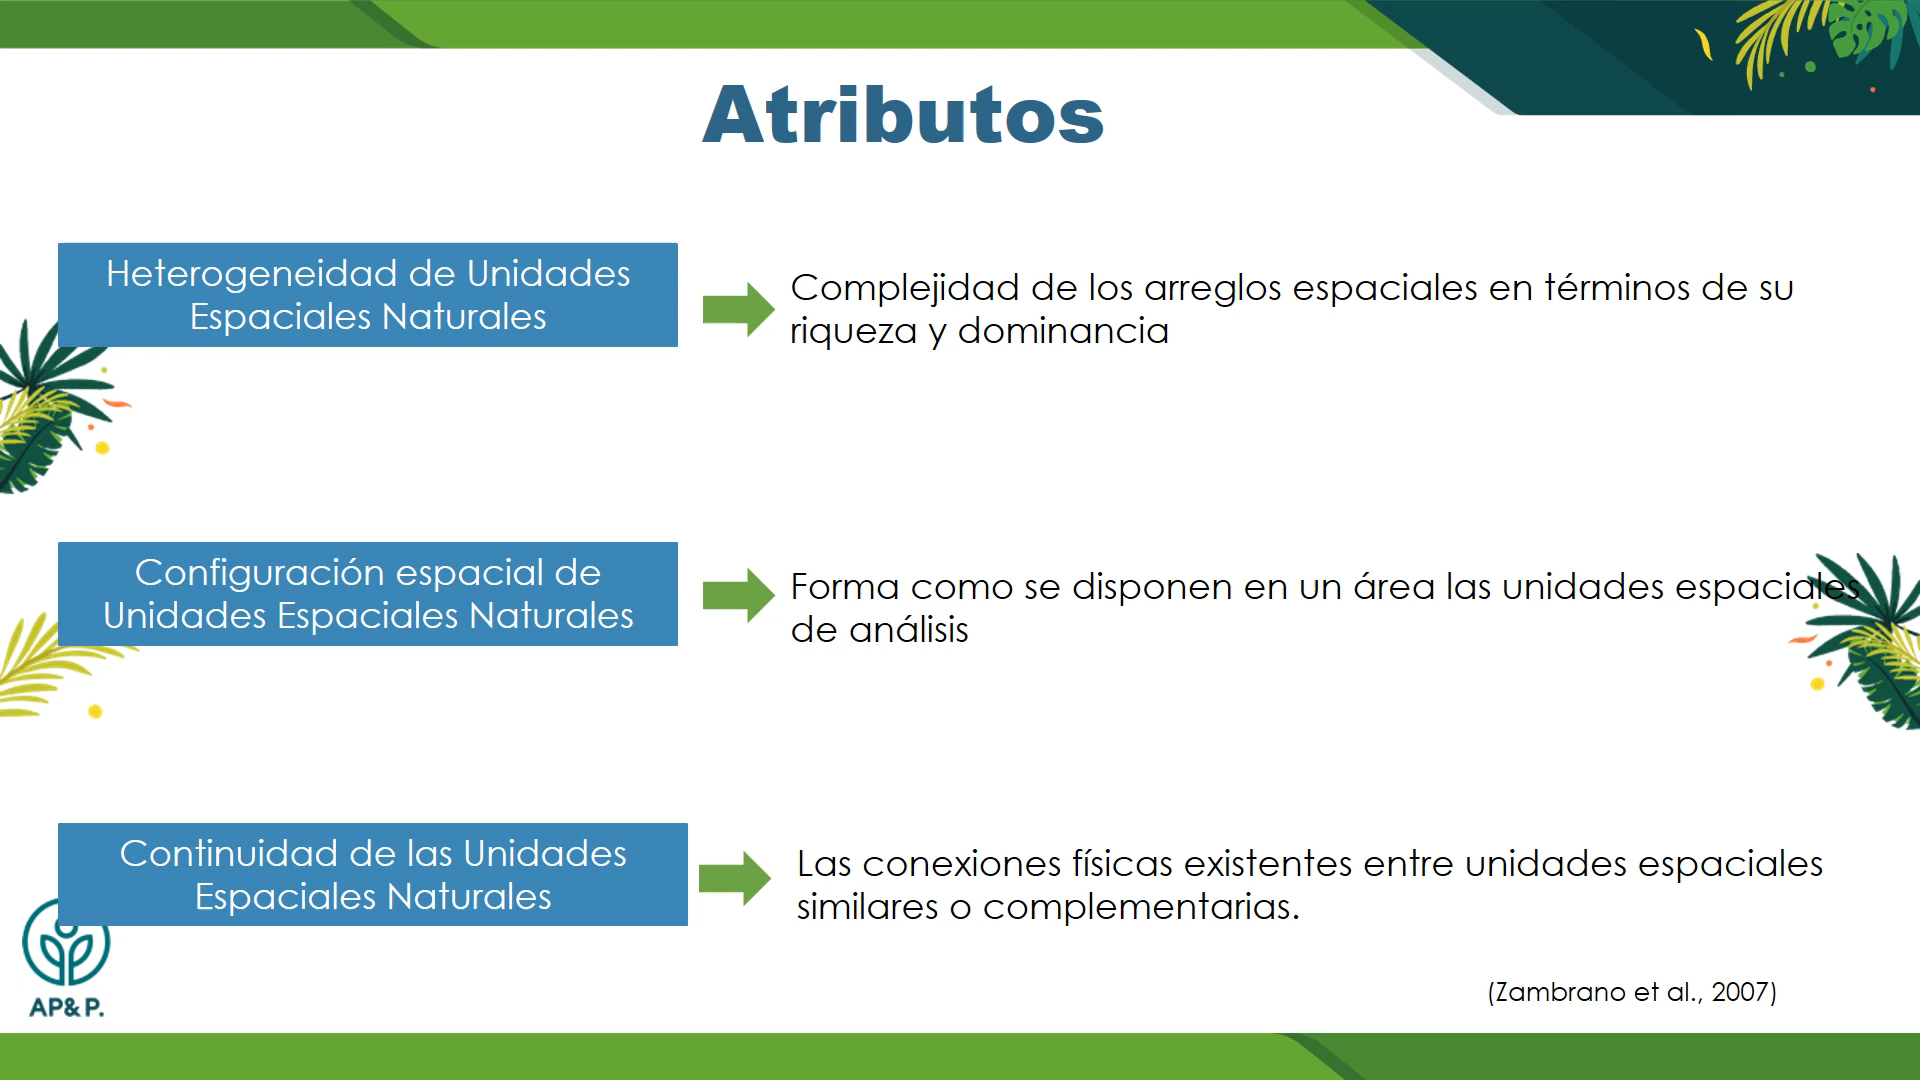 Atributos
Heterogeneidad de Unidades
Espaciales Naturales
Complejidad de los arreglos espaciales en términos de su
riqueza y dominancia
Configuración espacial de
Unidades Espaciales Naturales
Forma como se disponen en un área las unidades espaciales
de análisis
Continuidad de las Unidades
Espaciales Naturales
Las conexiones físicas existentes entre unidades espaciales
similares o complementarias.
(Zambrano et al., 2007)
AP&P.